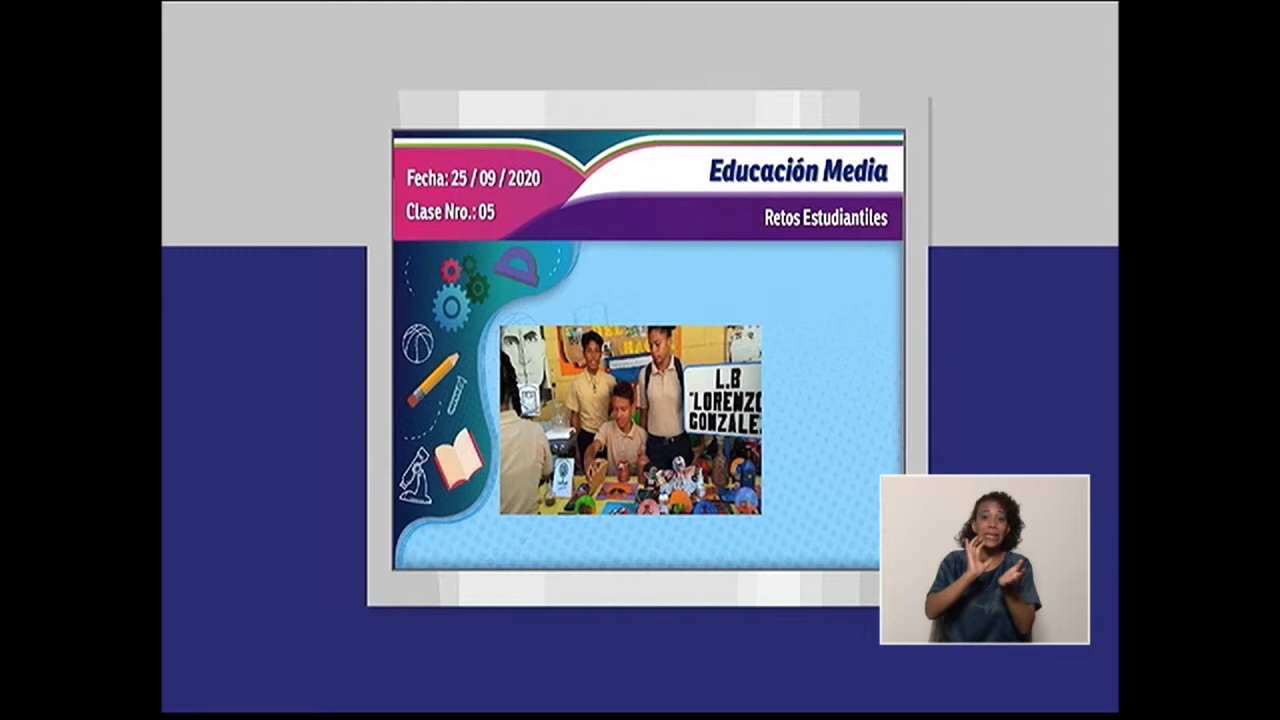 Fecha: 25 / 09 / 2020
Clase Nro.: 05
Educación Media
Retos Estudiantiles
L.B
"LORENZO
GONZALE